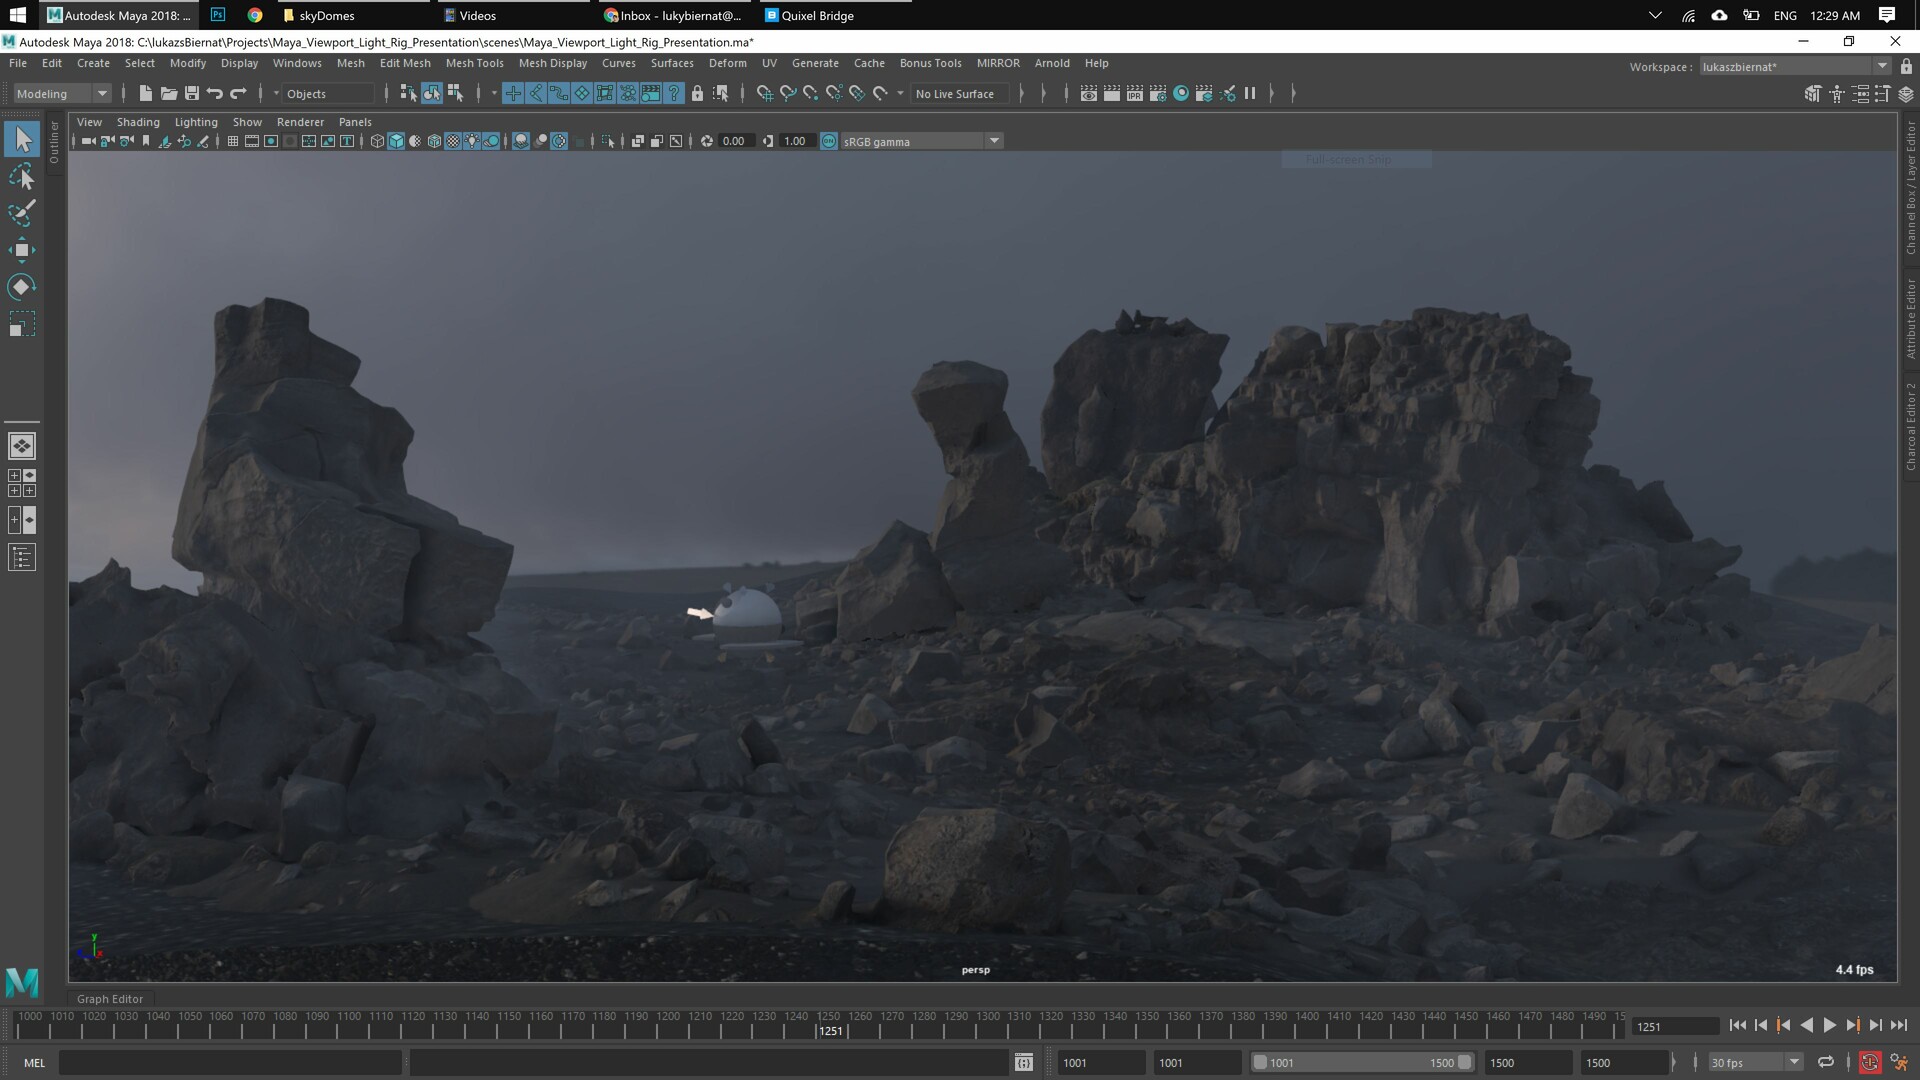 Autodesk Maya 2018: ... skyDomes Videos Inbox - lukybiernat@... Quixel Bridge ENG 12:29 AM
Autodesk Maya 2018: C:\lukazsBiernat\Projects\Maya_Viewport_Light_Rig_Presentation\scenes\Maya_Viewport_Light_Rig_Presentation.ma*
File Edit Create Select Modify Display Windows Mesh Edit Mesh Mesh Tools Mesh Display Curves Surfaces Deform UV Generate Cache Bonus Tools MIRROR Arnold Help Workspace : lukaszbiernat*
Modeling Objects No Live Surface
View Shading Lighting Show Renderer Panels
0.00 1.00 sRGB gamma
Full-screen Snip
Outliner
Channel Box / Layer Editor
Attribute Editor
Charcoal Editor 2
y
x
persp 4.4 fps
Graph Editor
1000 1010 1020 1030 1040 1050 1060 1070 1080 1090 1100 1110 1120 1130 1140 1150 1160 1170 1180 1190 1200 1210 1220 1230 1240 1250 1260 1270 1280 1290 1300 1310 1320 1330 1340 1350 1360 1370 1380 1390 1400 1410 1420 1430 1440 1450 1460 1470 1480 1490 15
1251 1251
MEL 1001 1001 1001 1500 1500 1500 30 fps